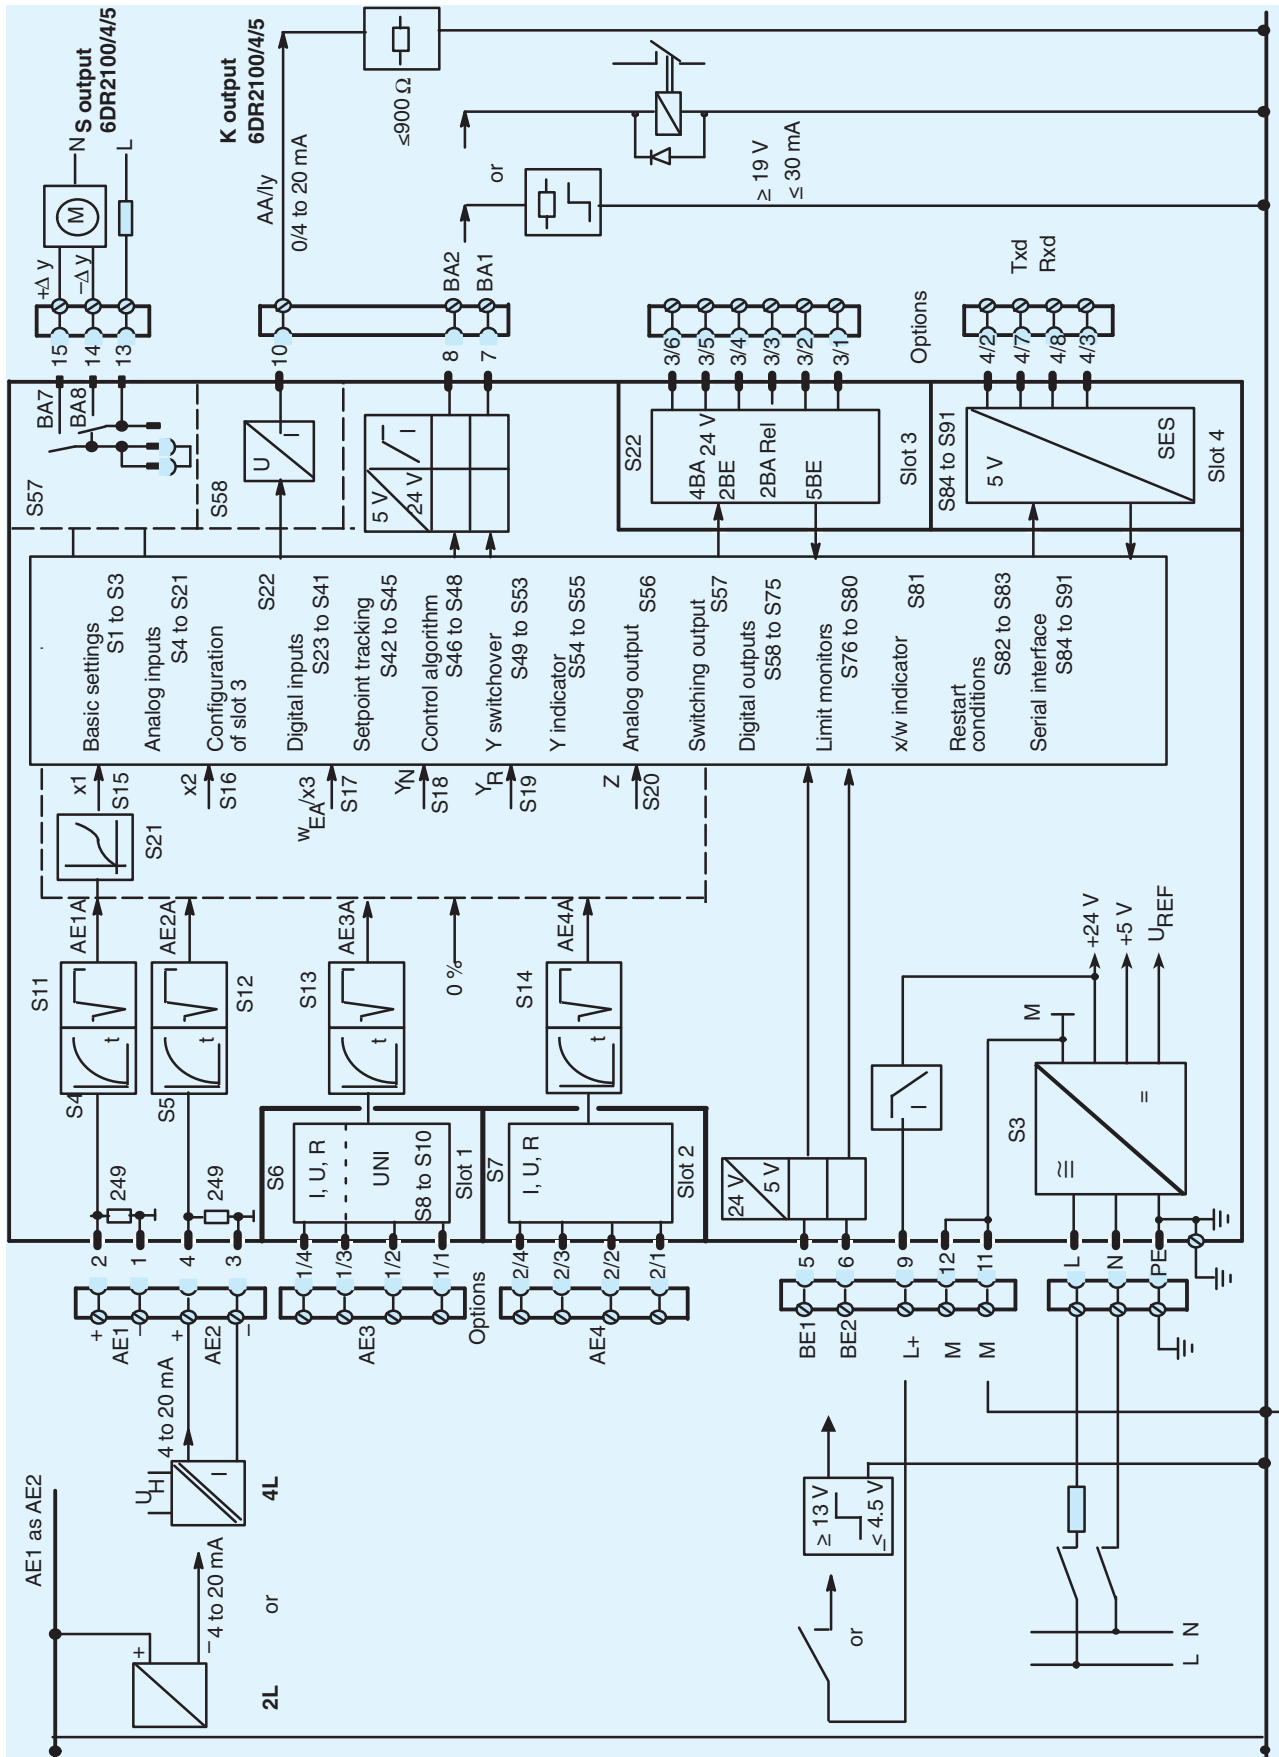 AE1 as AE2
2L
+
− 4 to 20 mA
or
4L
U
H
I
4 to 20 mA
+
AE1
−
+
AE2
−
2
1
4
3
249
249
S4
S5
S11
S12
t
t
AE1A
AE2A
S21
x1
S15
x2
S16
wEA/x3
S17
YN
S18
YR
S19
Z
S20
AE3
1/4
1/3
1/2
1/1
Options
S6
I, U, R
UNI
S8 to S10
Slot 1
S13
t
AE3A
0 %
AE4
2/4
2/3
2/2
2/1
S7
I, U, R
Slot 2
S14
t
AE4A
Basic settings
S1 to S3
Analog inputs
S4 to S21
Configuration
of slot 3
S22
Digital inputs
S23 to S41
Setpoint tracking
S42 to S45
Control algorithm
S46 to S48
Y switchover
S49 to S53
Y indicator
S54 to S55
Analog output
S56
Switching output
S57
Digital outputs
S58 to S75
Limit monitors
S76 to S80
x/w indicator
S81
Restart
conditions
S82 to S83
Serial interface
S84 to S91
S57
BA7
BA8
15
14
13
+Δ y
−Δ y
M
N
L
S output
6DR2100/4/5
S58
U
I
10
AA/Iy
0/4 to 20 mA
K output
6DR2100/4/5
≤900 Ω
5 V
24 V
8
7
BA2
BA1
or
≥ 19 V
≤ 30 mA
S22
4BA 24 V
2BE
2BA Rel
5BE
Slot 3
3/6
3/5
3/4
3/3
3/2
3/1
Options
S84 to S91
5 V
SES
Slot 4
4/2
4/7
4/8
4/3
Txd
Rxd
or
≥ 13 V
≤ 4.5 V
BE1
BE2
L+
M
M
5
6
9
12
11
24 V
5 V
I
M
+24 V
+5 V
UREF
S3
≅
=
L
N
PE
L
N